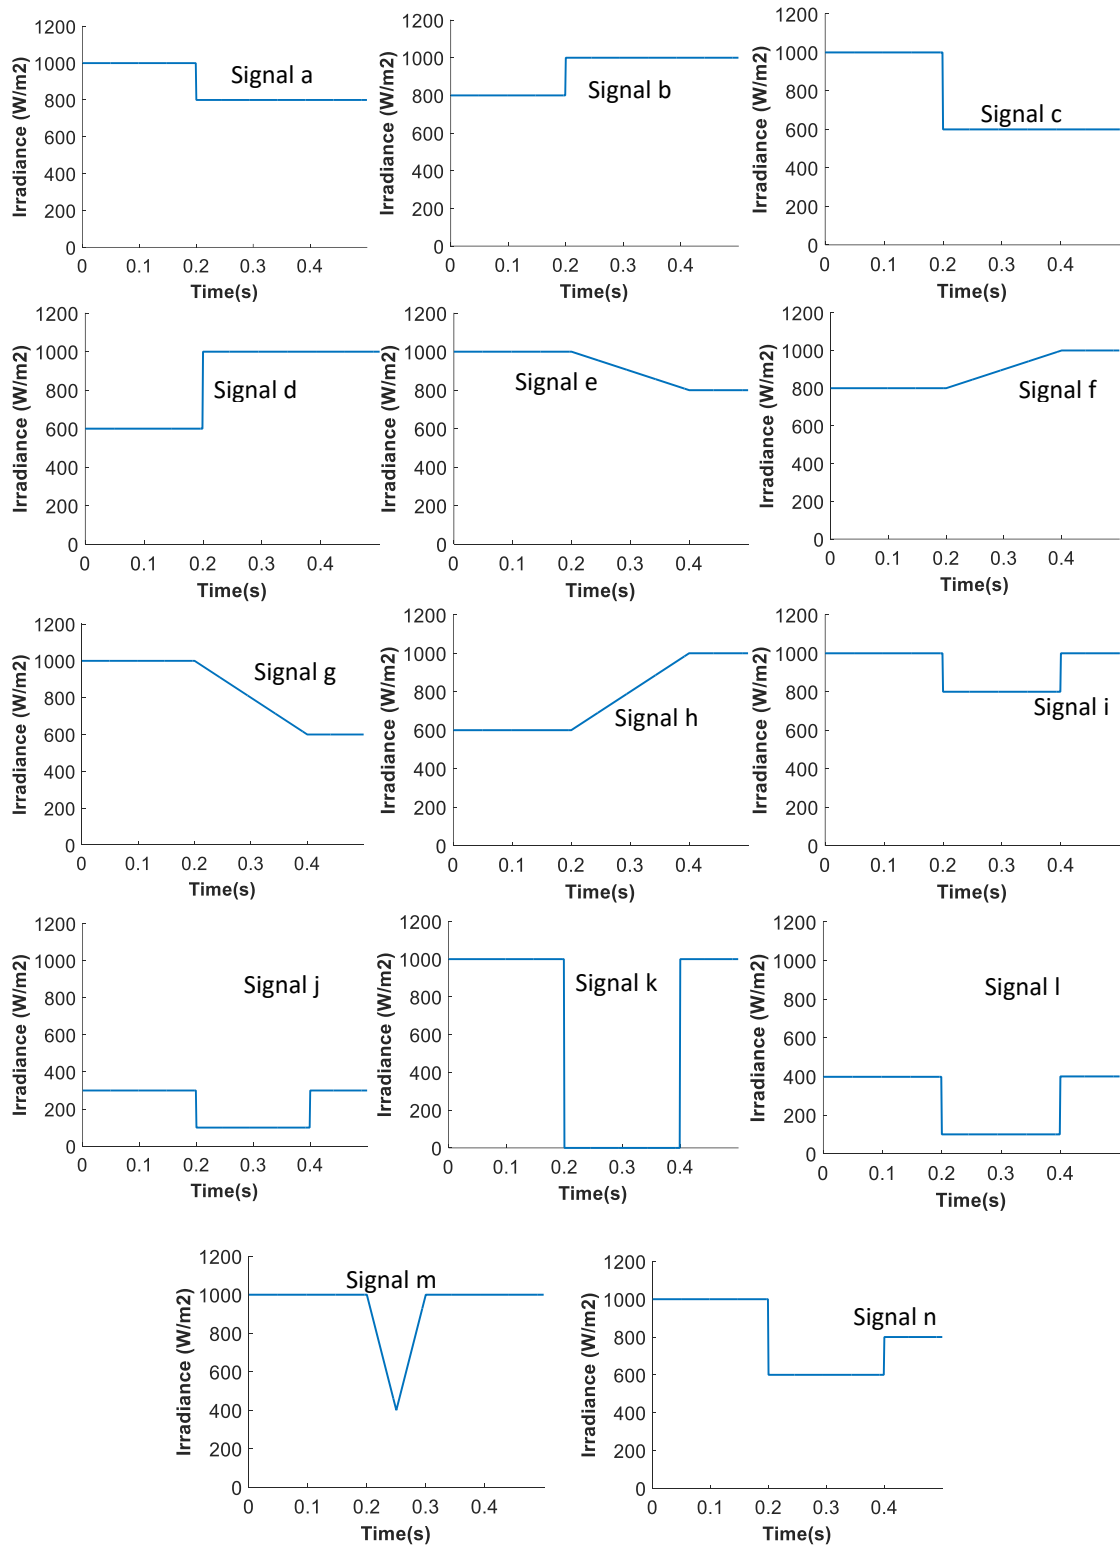 1200
1000
800
600
400
200
0
Irradiance (W/m2)
Signal a
0 0.1 0.2 0.3 0.4
Time(s)
1200
1000
800
600
400
200
0
Irradiance (W/m2)
Signal b
0 0.1 0.2 0.3 0.4
Time(s)
1200
1000
800
600
400
200
0
Irradiance (W/m2)
Signal c
0 0.1 0.2 0.3 0.4
Time(s)
1200
1000
800
600
400
200
0
Irradiance (W/m2)
Signal d
0 0.1 0.2 0.3 0.4
Time(s)
1200
1000
800
600
400
200
0
Irradiance (W/m2)
Signal e
0 0.1 0.2 0.3 0.4
Time(s)
1200
1000
800
600
400
200
0
Irradiance (W/m2)
Signal f
0 0.1 0.2 0.3 0.4
Time(s)
1200
1000
800
600
400
200
0
Irradiance (W/m2)
Signal g
0 0.1 0.2 0.3 0.4
Time(s)
1200
1000
800
600
400
200
0
Irradiance (W/m2)
Signal h
0 0.1 0.2 0.3 0.4
Time(s)
1200
1000
800
600
400
200
0
Irradiance (W/m2)
Signal i
0 0.1 0.2 0.3 0.4
Time(s)
1200
1000
800
600
400
200
0
Irradiance (W/m2)
Signal j
0 0.1 0.2 0.3 0.4
Time(s)
1200
1000
800
600
400
200
0
Irradiance (W/m2)
Signal k
0 0.1 0.2 0.3 0.4
Time(s)
1200
1000
800
600
400
200
0
Irradiance (W/m2)
Signal l
0 0.1 0.2 0.3 0.4
Time(s)
1200
1000
800
600
400
200
0
Irradiance (W/m2)
Signal m
0 0.1 0.2 0.3 0.4
Time(s)
1200
1000
800
600
400
200
0
Irradiance (W/m2)
Signal n
0 0.1 0.2 0.3 0.4
Time(s)